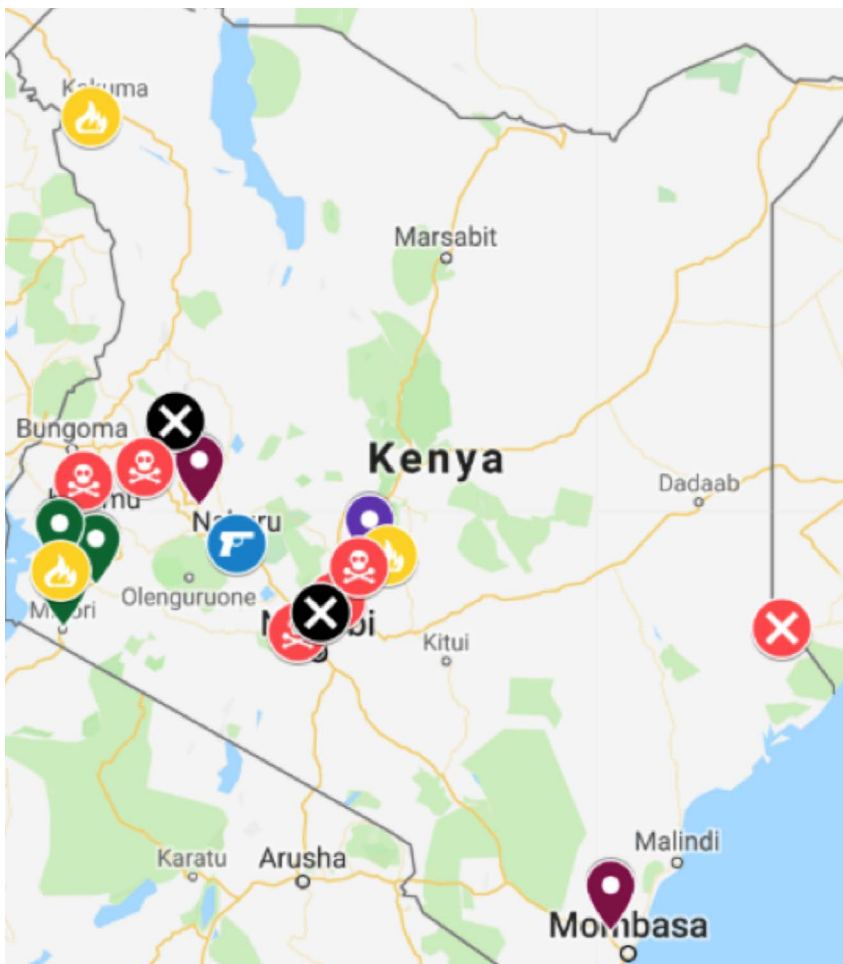 Kakuma
Marsabit
Bungoma
Kenya
Dadaab
Olenguruone
Kitui
Malindi
Karatu
Arusha
Mombasa